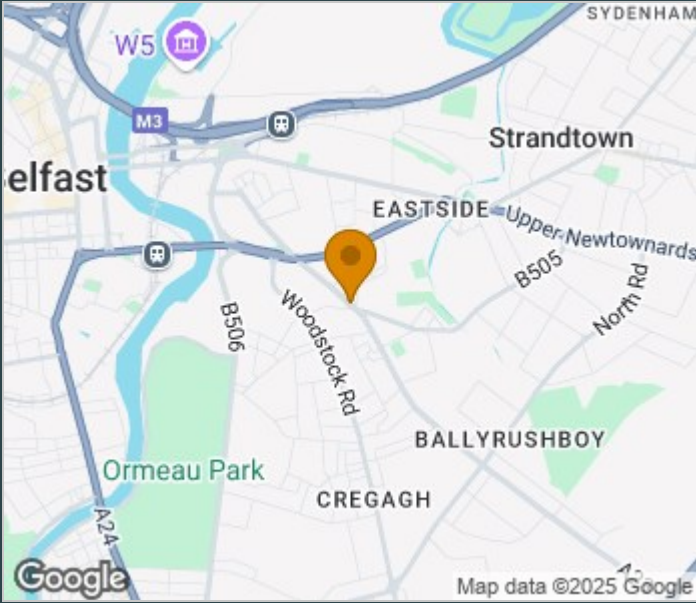 SYDENHAM
W5
M3
Strandtown
elfast
EASTSIDE
Upper Newtownards
B505
North Rd
B506
Woodstock Rd
BALLYRUSHBOY
Ormeau Park
CREGAGH
A24
Google
Map data ©2025 Google